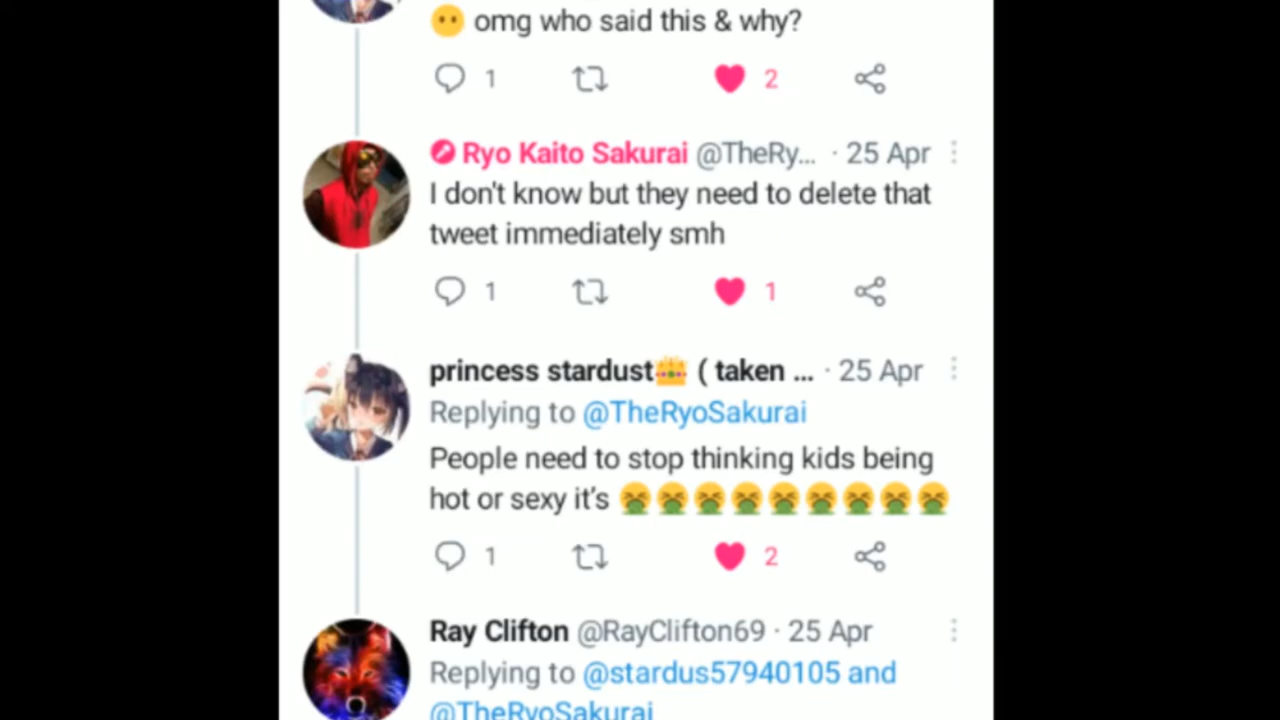 😶 omg who said this & why?
1 2
Ryo Kaito Sakurai @TheRy... · 25 Apr
I don't know but they need to delete that
tweet immediately smh
1 1
princess stardust👑 ( taken ... · 25 Apr
Replying to @TheRyoSakurai
People need to stop thinking kids being
hot or sexy it's 🤮🤮🤮🤮🤮🤮🤮🤮🤮
1 2
Ray Clifton @RayClifton69 · 25 Apr
Replying to @stardus57940105 and
@TheRyoSakurai